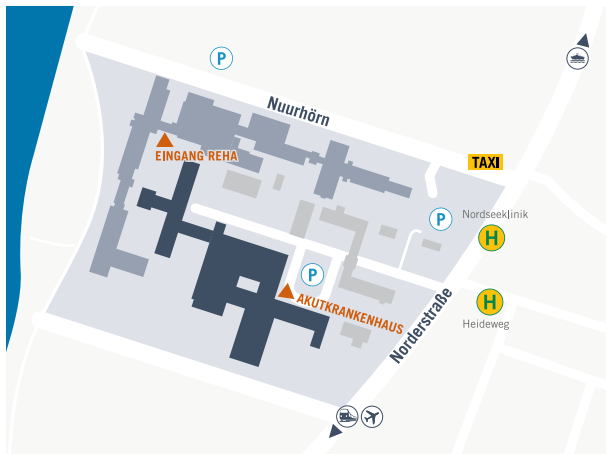 P
Nuurhörn
TAXI
EINGANG REHA
P
Nordseeklinik
H
P
AKUTKRANKENHAUS
H
Heideweg
Norderstraße